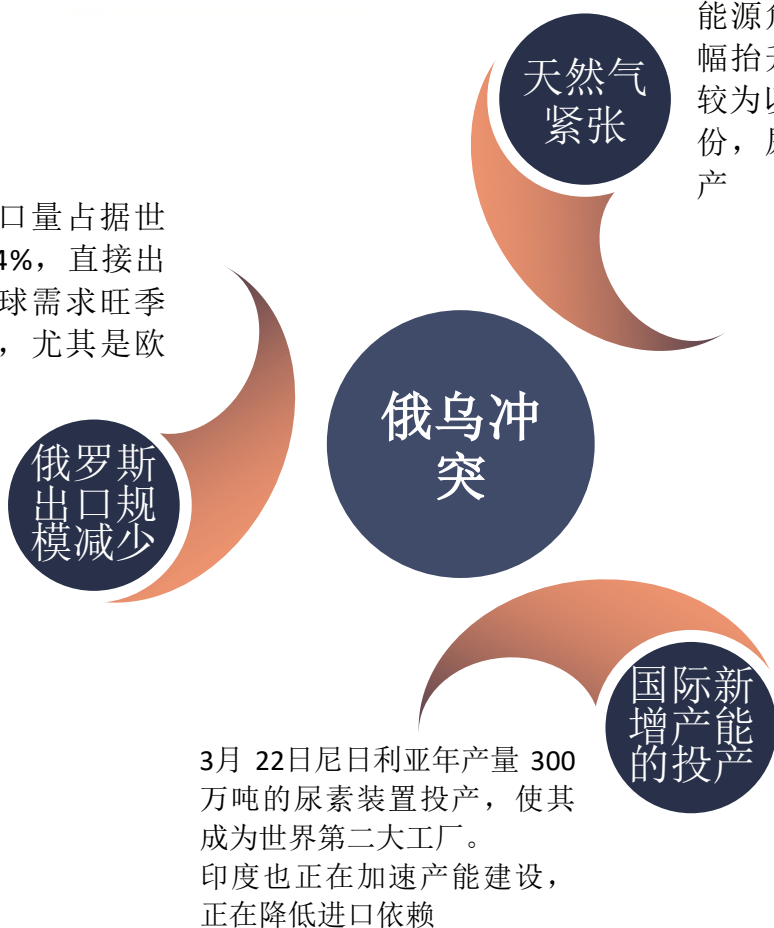 能源危
幅抬升
较为以
份，
产
天然气
紧张
口量占据世
4%，直接出
球需求旺季
，尤其是欧
俄乌冲
突
俄罗斯
出口规
模减少
国际新
增产能
的投产
3月 22日尼日利亚年产量 300
万吨的尿素装置投产，使其
成为世界第二大工厂。
印度也正在加速产能建设，
正在降低进口依赖